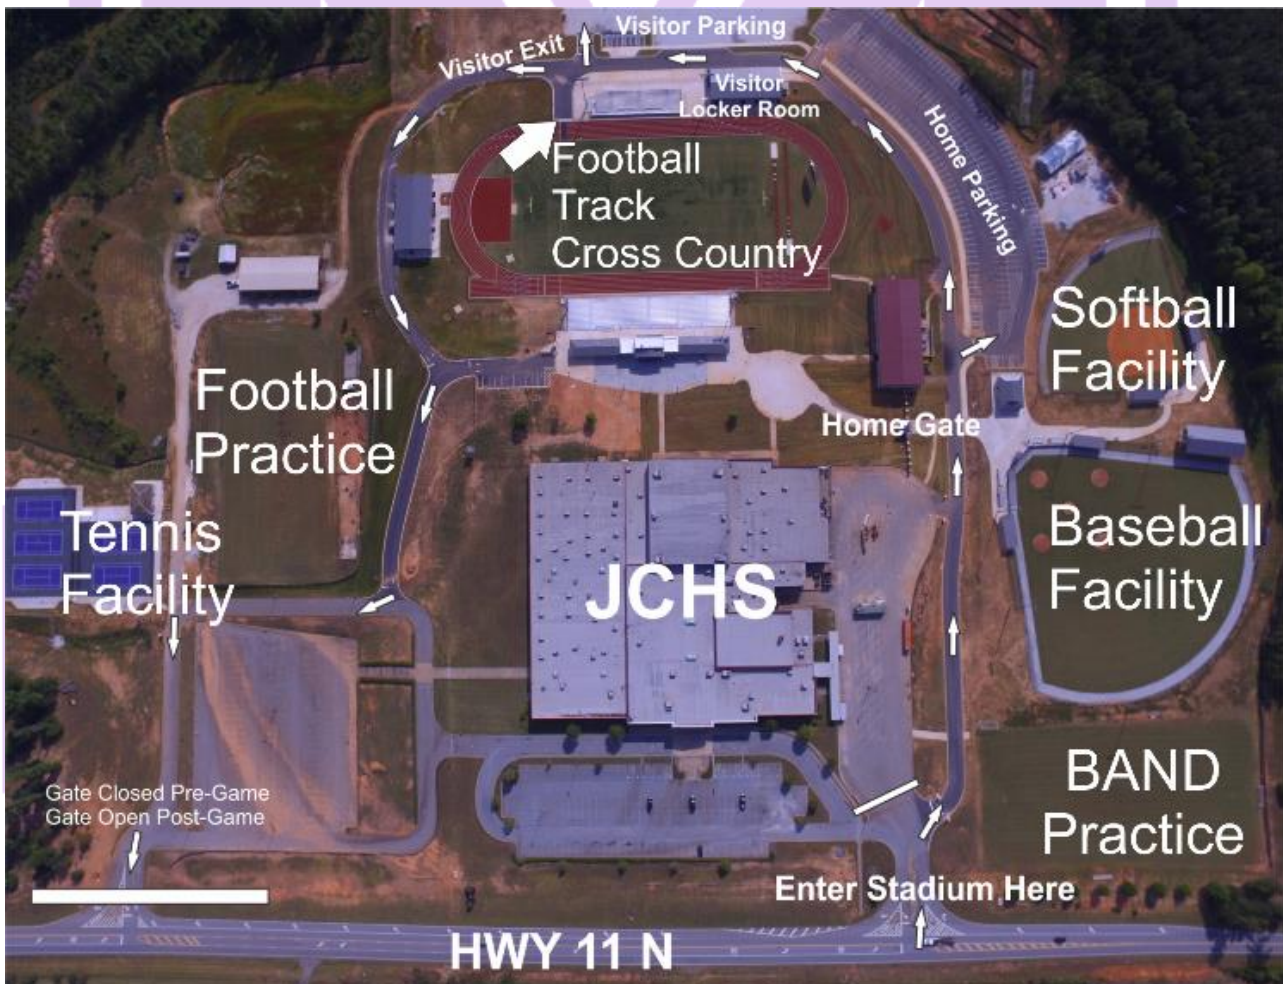 Visitor Parking
Visitor Exit
Visitor
Locker Room
Home Parking
Football
Track
Cross Country
Softball
Facility
Football
Practice
Home Gate
Tennis
Facility
JCHS
Baseball
Facility
BAND
Practice
Gate Closed Pre-Game
Gate Open Post-Game
Enter Stadium Here
HWY 11 N